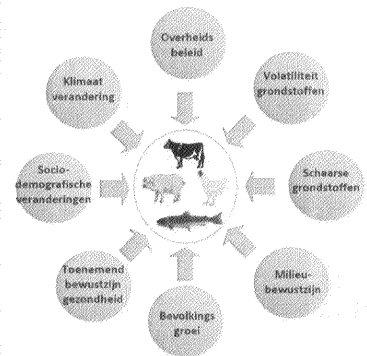 Overheids
beleid
Volatiliteit
grondstoffen
Schaarse
grondstoffen
Milieu-
bewustzijn
Bevolkings
groei
Toenemend
bewustzijn
gezondheid
Socio-
demografische
veranderingen
Klimaat
verandering